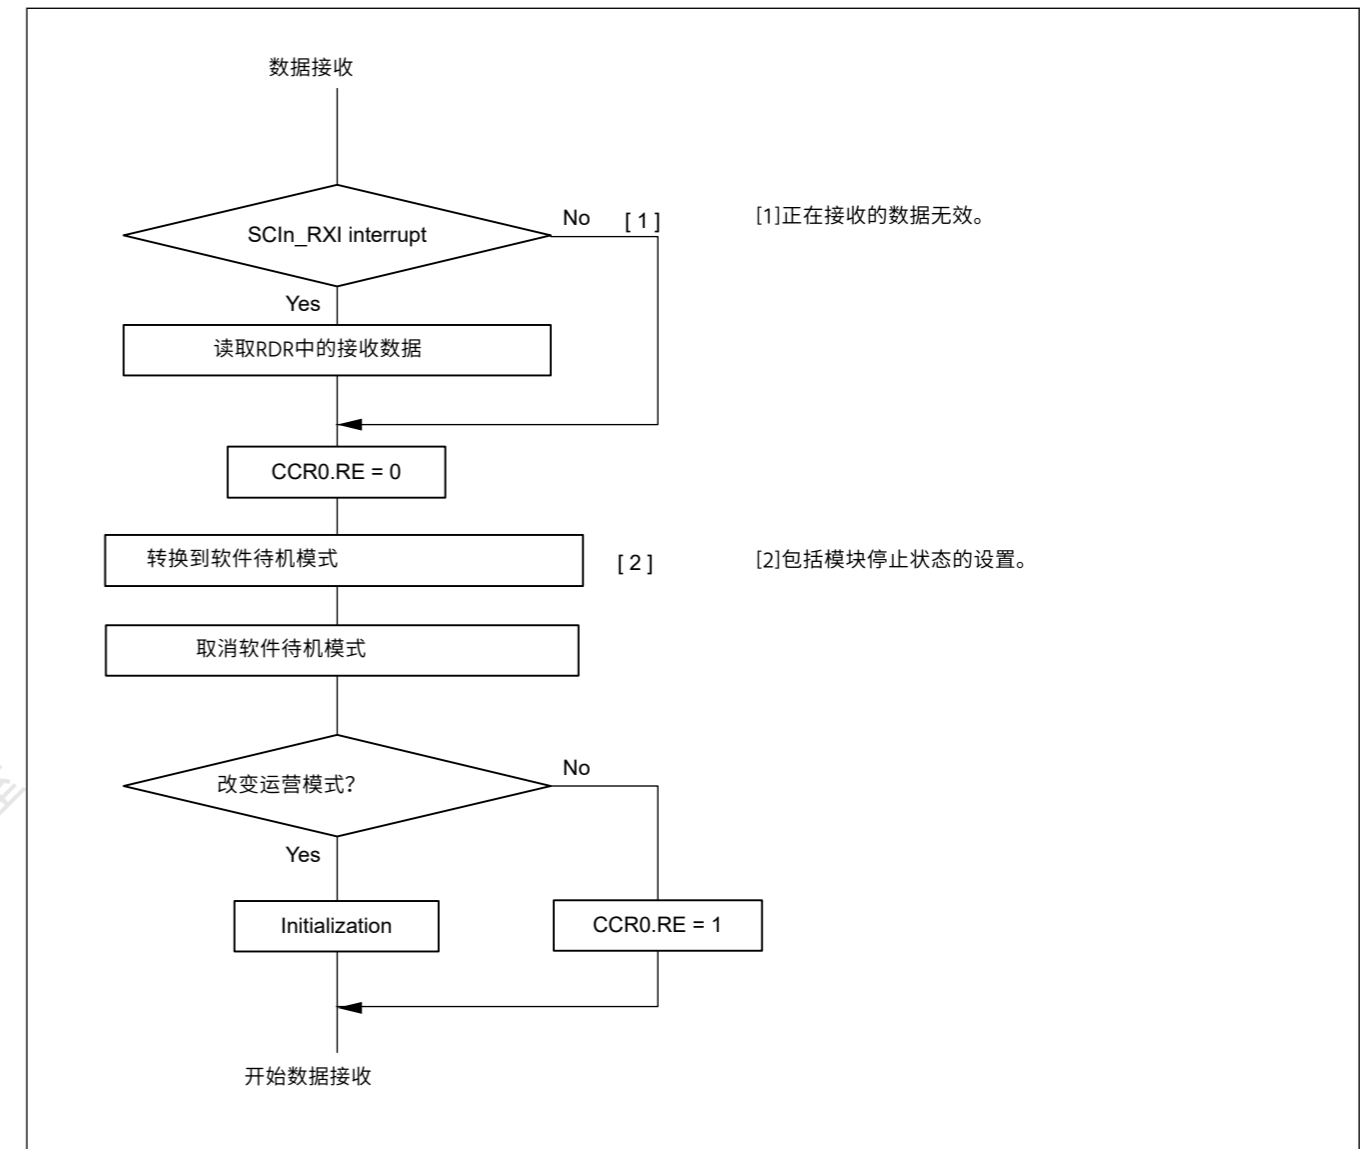 数据接收
SCIn_RXI interrupt
No [ 1 ]
[1]正在接收的数据无效。
Yes
读取RDR中的接收数据
CCR0.RE = 0
转换到软件待机模式
[ 2 ]
[2]包括模块停止状态的设置。
取消软件待机模式
改变运营模式?
No
Yes
Initialization
CCR0.RE = 1
开始数据接收